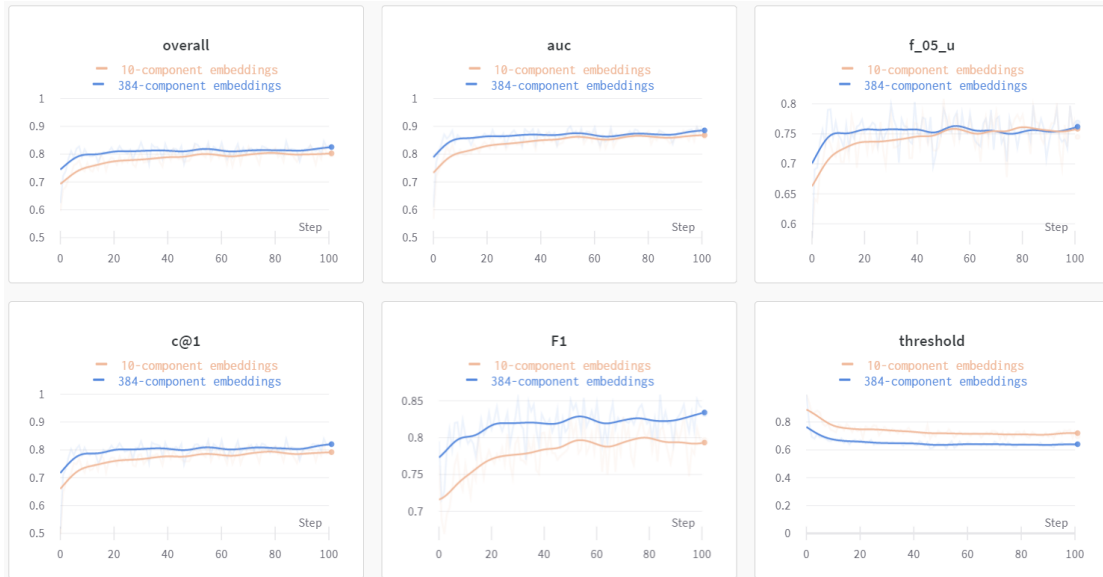 overall
10-component embeddings
384-component embeddings
1
0.9
0.8
0.7
0.6
0.5
Step
0 20 40 60 80 100
auc
10-component embeddings
384-component embeddings
1
0.9
0.8
0.7
0.6
0.5
Step
0 20 40 60 80 100
f_05_u
10-component embeddings
384-component embeddings
0.8
0.75
0.7
0.65
0.6
Step
0 20 40 60 80 100
c@1
10-component embeddings
384-component embeddings
1
0.9
0.8
0.7
0.6
0.5
Step
0 20 40 60 80 100
F1
10-component embeddings
384-component embeddings
0.85
0.8
0.75
0.7
Step
0 20 40 60 80 100
threshold
10-component embeddings
384-component embeddings
0.8
0.6
0.4
0.2
0
Step
0 20 40 60 80 100